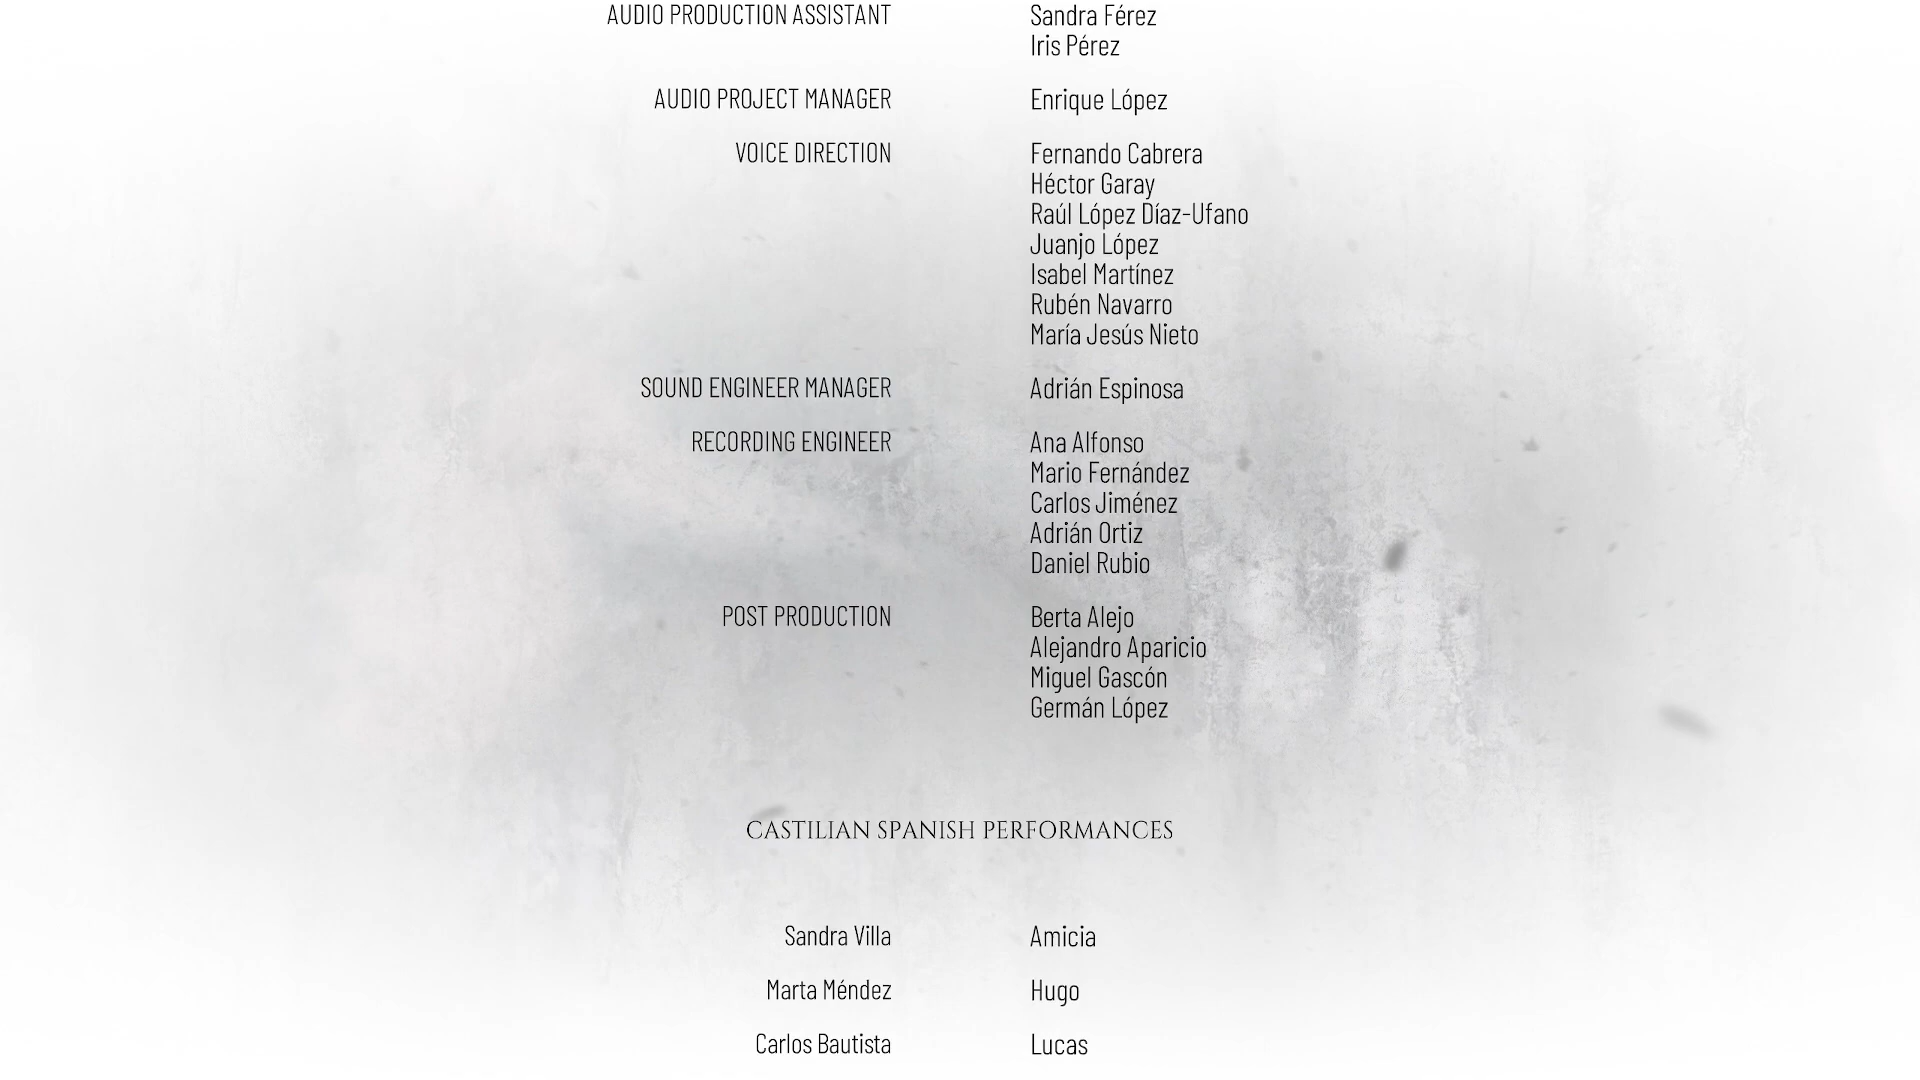 AUDIO PRODUCTION ASSISTANT Sandra Férez
Iris Pérez
AUDIO PROJECT MANAGER Enrique López
VOICE DIRECTION Fernando Cabrera
Héctor Garay
Raúl López Díaz-Ufano
Juanjo López
Isabel Martínez
Rubén Navarro
María Jesús Nieto
SOUND ENGINEER MANAGER Adrián Espinosa
RECORDING ENGINEER Ana Alfonso
Mario Fernández
Carlos Jiménez
Adrián Ortiz
Daniel Rubio
POST PRODUCTION Berta Alejo
Alejandro Aparicio
Miguel Gascón
Germán López
CASTILIAN SPANISH PERFORMANCES
Sandra Villa Amicia
Marta Méndez Hugo
Carlos Bautista Lucas